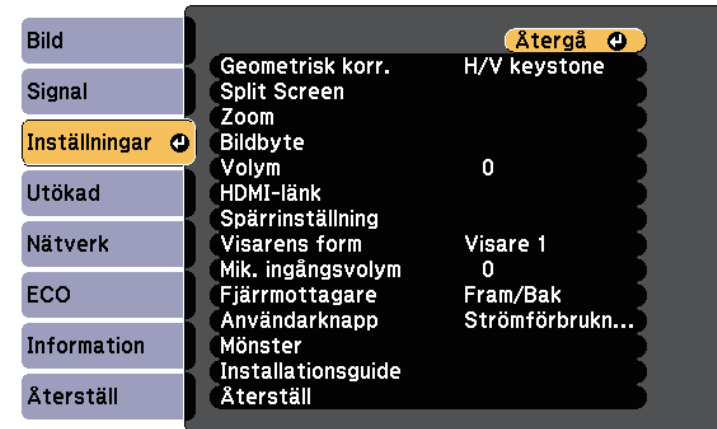 Bild
Signal
Inställningar
Utökad
Nätverk
ECO
Information
Återställ
Återgå
Geometrisk korr. H/V keystone
Split Screen
Zoom
Bildbyte
Volym 0
HDMI-länk
Spärrinställning
Visarens form Visare 1
Mik. ingångsvolym 0
Fjärrmottagare Fram/Bak
Användarknapp Strömförbrukn...
Mönster
Installationsguide
Återställ